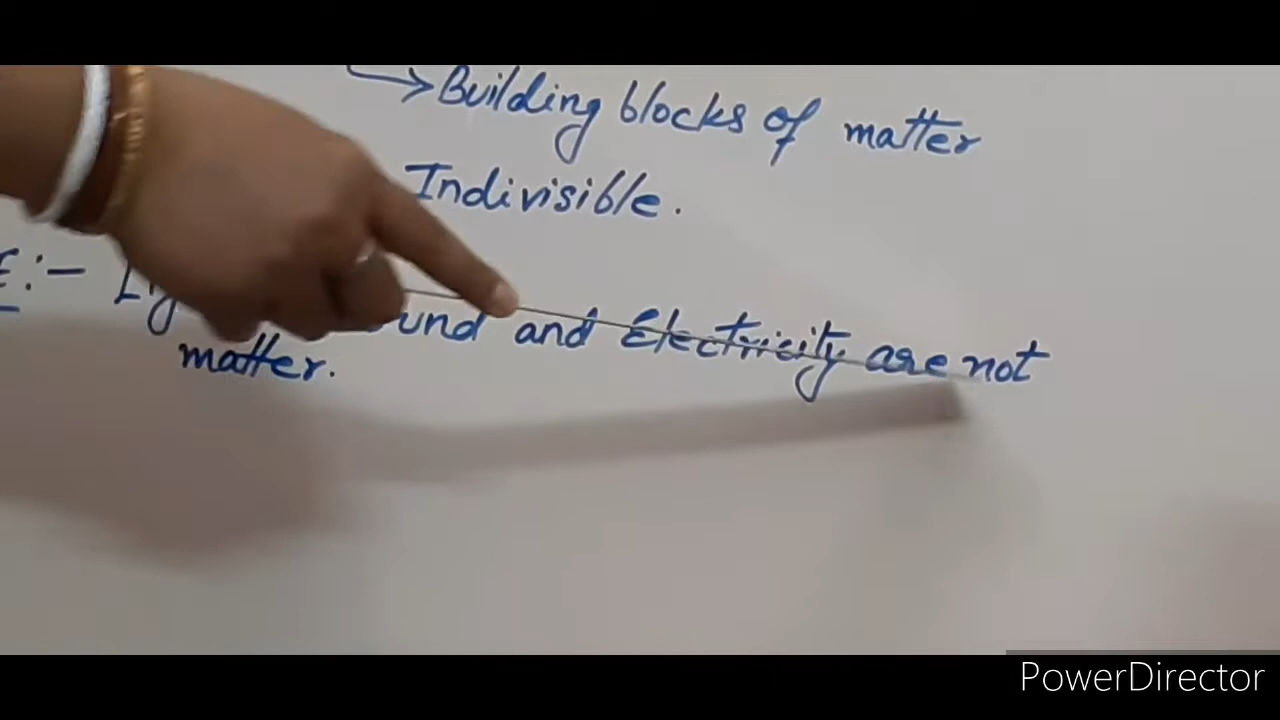 Building blocks of matter
Indivisible.
E:- and Electricity are not
matter.
PowerDirector